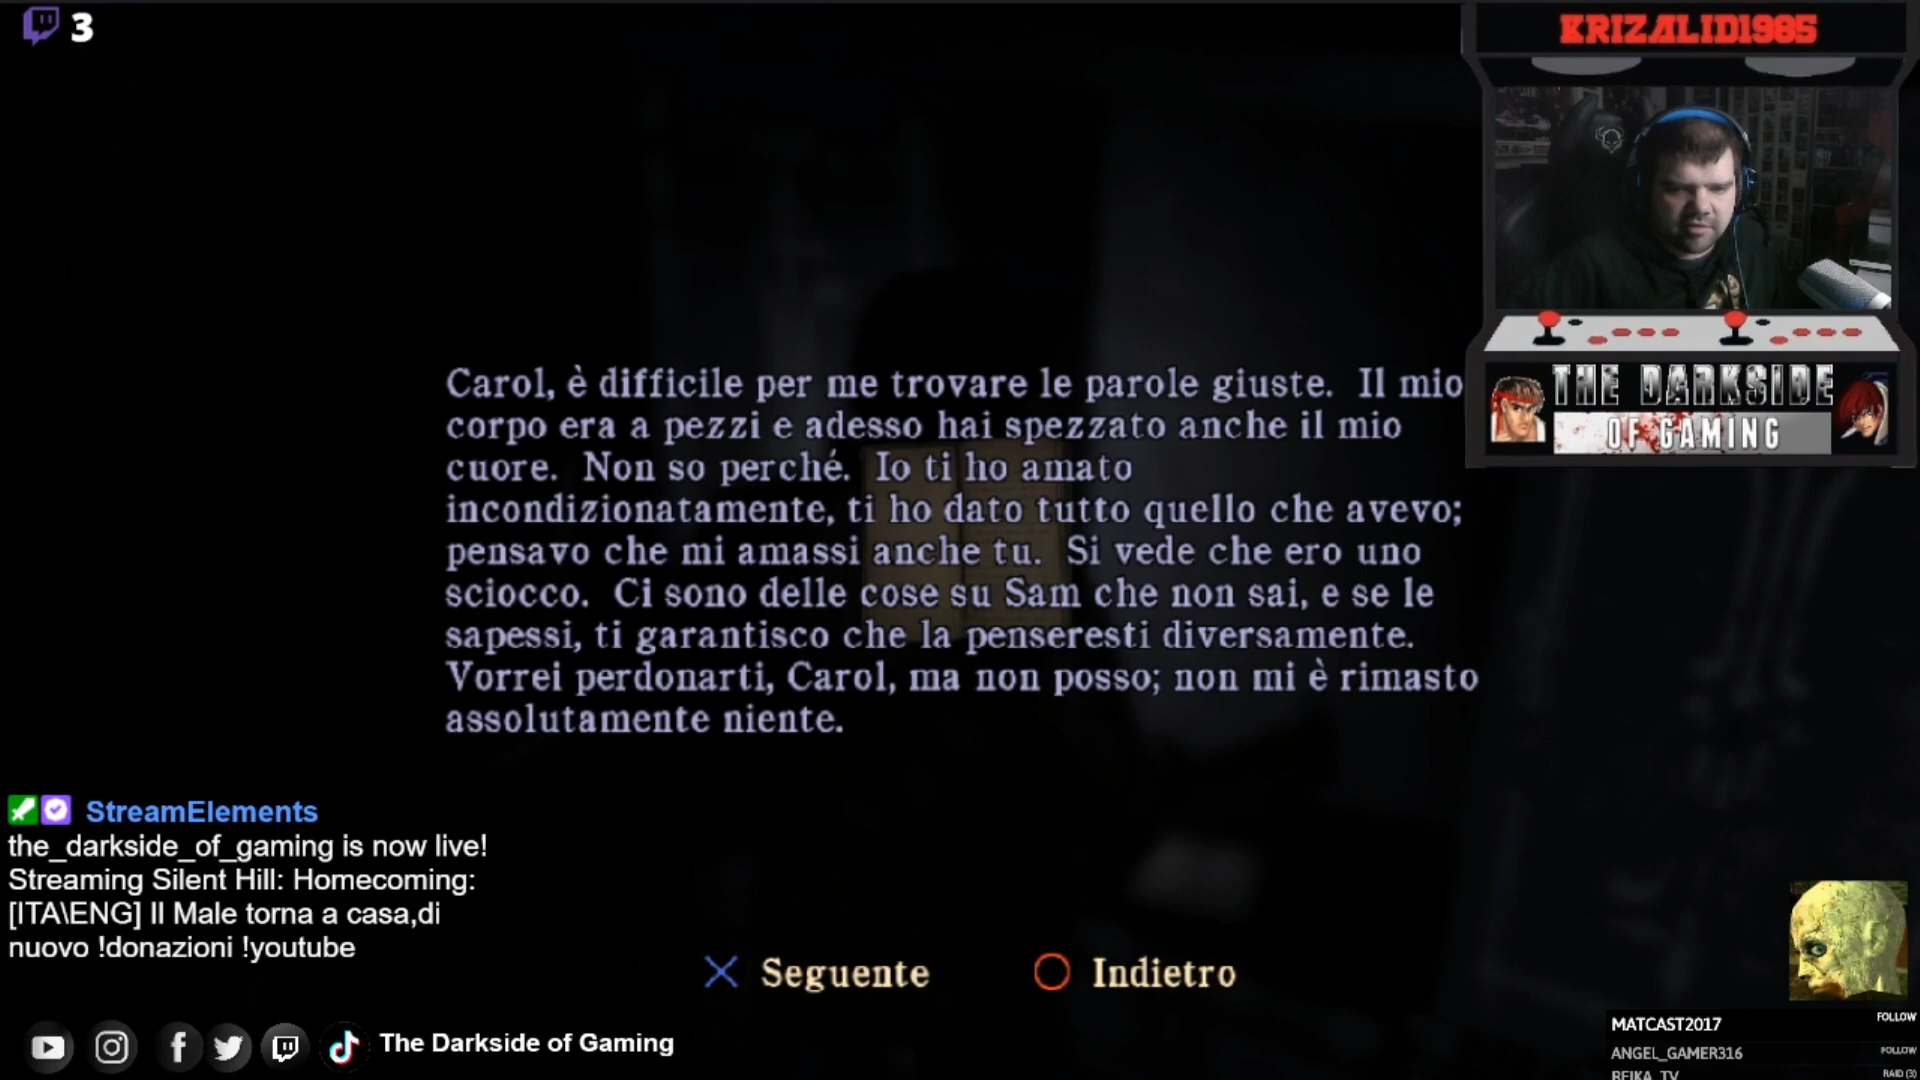 3
KRIZALID1985
THE DARKSIDE
OF GAMING
Carol, è difficile per me trovare le parole giuste. Il mio
corpo era a pezzi e adesso hai spezzato anche il mio
cuore. Non so perché. Io ti ho amato
incondizionatamente, ti ho dato tutto quello che avevo;
pensavo che mi amassi anche tu. Si vede che ero uno
sciocco. Ci sono delle cose su Sam che non sai, e se le
sapessi, ti garantisco che la penseresti diversamente.
Vorrei perdonarti, Carol, ma non posso; non mi è rimasto
assolutamente niente.
StreamElements
the_darkside_of_gaming is now live!
Streaming Silent Hill: Homecoming:
[ITA\ENG] Il Male torna a casa,di
nuovo !donazioni !youtube
Seguente
Indietro
The Darkside of Gaming
MATCAST2017 FOLLOW
ANGEL_GAMER316 FOLLOW
REIKA_TV RAID (3)